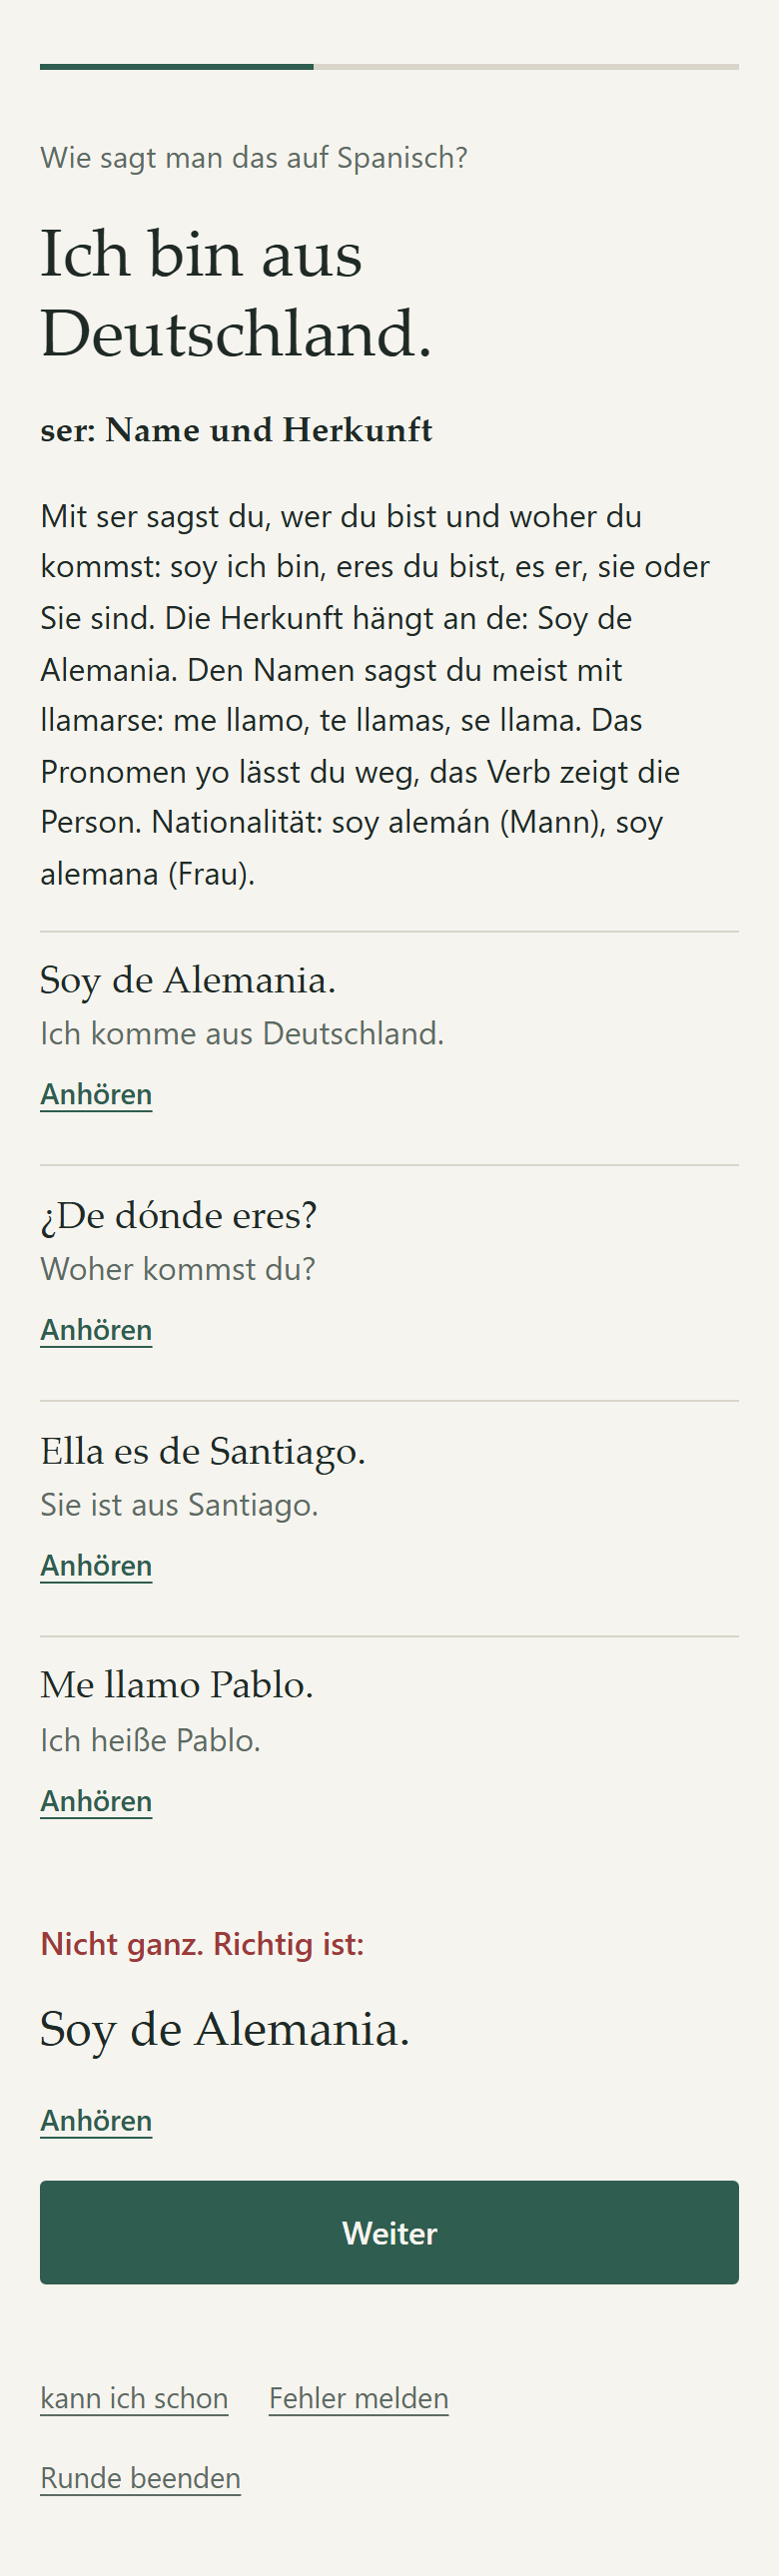 Wie sagt man das auf Spanisch?
Ich bin aus
Deutschland.
ser: Name und Herkunft
Mit ser sagst du, wer du bist und woher du
kommst: soy ich bin, eres du bist, es er, sie oder
Sie sind. Die Herkunft hängt an de: Soy de
Alemania. Den Namen sagst du meist mit
llamarse: me llamo, te llamas, se llama. Das
Pronomen yo lässt du weg, das Verb zeigt die
Person. Nationalität: soy alemán (Mann), soy
alemana (Frau).
Soy de Alemania.
Ich komme aus Deutschland.
Anhören
¿De dónde eres?
Woher kommst du?
Anhören
Ella es de Santiago.
Sie ist aus Santiago.
Anhören
Me llamo Pablo.
Ich heiße Pablo.
Anhören
Nicht ganz. Richtig ist:
Soy de Alemania.
Anhören
Weiter
kann ich schon Fehler melden
Runde beenden